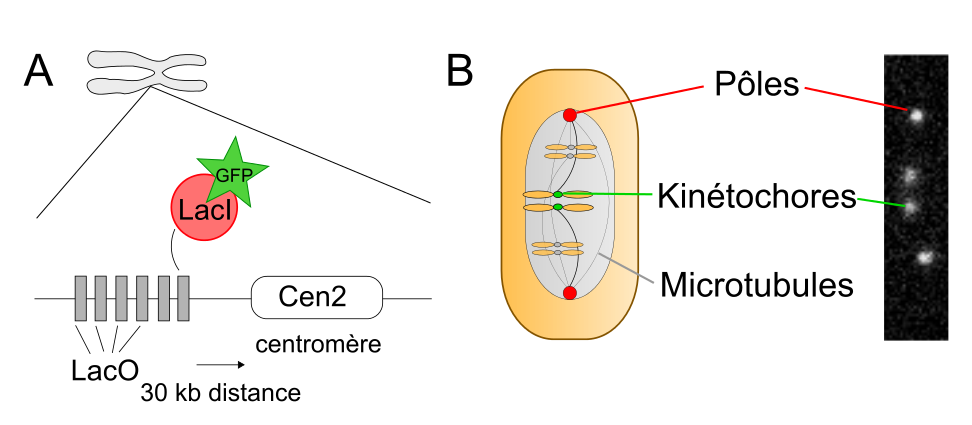 A
GFP
LacI
Cen2
centromère
LacO
30 kb distance
B
Pôles
Kinétochores
Microtubules